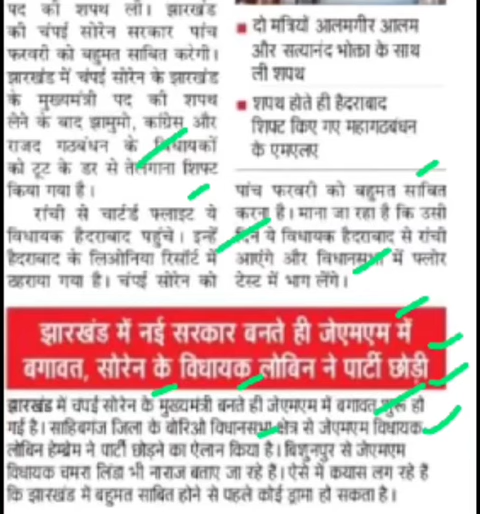 पद की शपथ ली। झारखंड
की चंपई सोरेन सरकार पांच
फरवरी को बहुमत साबित करेगी।
झारखंड में चंपई सोरेन के झारखंड
के मुख्यमंत्री पद की शपथ
लेने के बाद झामुमो, कांग्रेस और
राजद गठबंधन के विधायकों
को टूट के डर से तेलंगाना शिफ्ट
किया गया है।
रांची से चार्टर्ड फ्लाइट ये
विधायक हैदराबाद पहुंचे। इन्हें
हैदराबाद के लिओनिया रिसॉर्ट में
ठहराया गया है। चंपई सोरेन को
■ दो मंत्रियों आलमगीर आलम
और सत्यानंद भोक्ता के साथ
ली शपथ
■ शपथ होते ही हैदराबाद
शिफ्ट किए गए महागठबंधन
के एमएलए
पांच फरवरी को बहुमत साबित
करना है। माना जा रहा है कि उसी
दिन ये विधायक हैदराबाद से रांची
आएंगे और विधानसभा में फ्लोर
टेस्ट में भाग लेंगे।
झारखंड में नई सरकार बनते ही जेएमएम में
बगावत, सोरेन के विधायक लोबिन ने पार्टी छोड़ी
झारखंड में चंपई सोरेन के मुख्यमंत्री बनते ही जेएमएम में बगावत शुरू हो
गई है। साहिबगंज जिला के बोरिओ विधानसभा क्षेत्र से जेएमएम विधायक
लोबिन हेम्ब्रेम ने पार्टी छोड़ने का ऐलान किया है। बिशुनपुर से जेएमएम
विधायक चमरा लिंडा भी नाराज बताए जा रहे हैं। ऐसे में कयास लग रहे हैं
कि झारखंड में बहुमत साबित होने से पहले कोई ड्रामा हो सकता है।